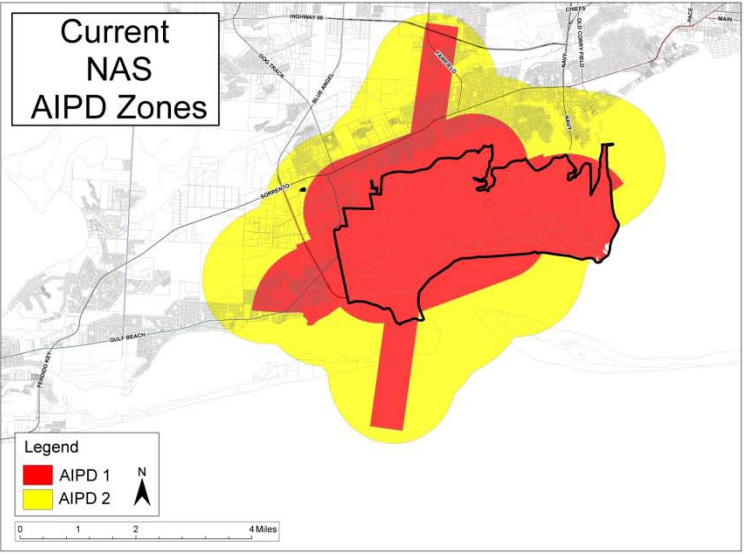 Current
NAS
AIPD Zones
HIGHWAY 98
CHIEFS
OLD CORRY FIELD
PACE
MAIN
DOG TRACK
BLUE ANGEL
FAIRFIELD
NAVY
NAVY
SORRENTO
GULF BEACH
PERDIDO KEY
Legend
AIPD 1
AIPD 2
N
0 1 2 4 Miles